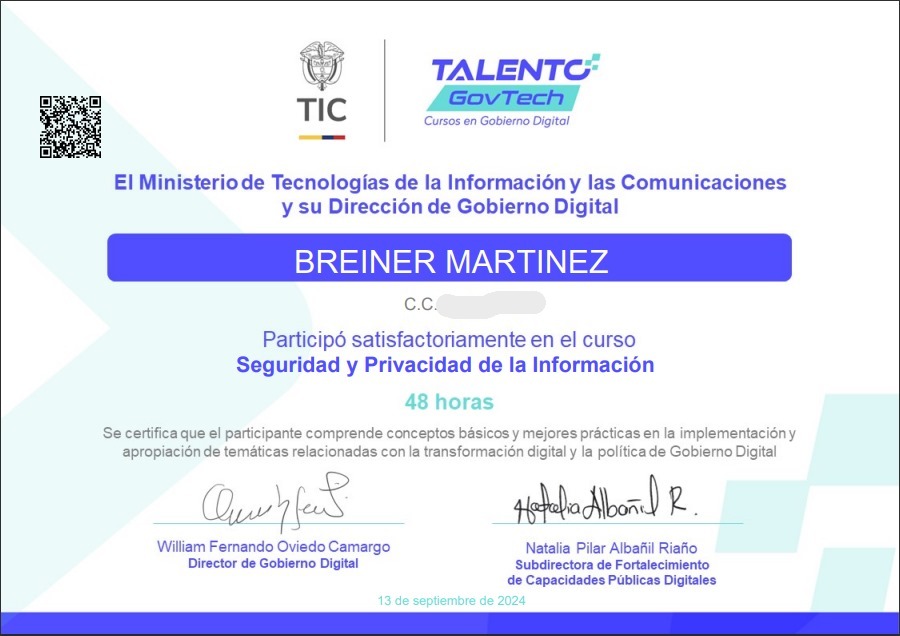 TIC
TALENTO
GovTech
Cursos en Gobierno Digital
El Ministerio de Tecnologías de la Información y las Comunicaciones
y su Dirección de Gobierno Digital
BREINER MARTINEZ
C.C.
Participó satisfactoriamente en el curso
Seguridad y Privacidad de la Información
48 horas
Se certifica que el participante comprende conceptos básicos y mejores prácticas en la implementación y
apropiación de temáticas relacionadas con la transformación digital y la política de Gobierno Digital
Natalia Albañil R.
William Fernando Oviedo Camargo
Director de Gobierno Digital
Natalia Pilar Albañil Riaño
Subdirectora de Fortalecimiento
de Capacidades Públicas Digitales
13 de septiembre de 2024